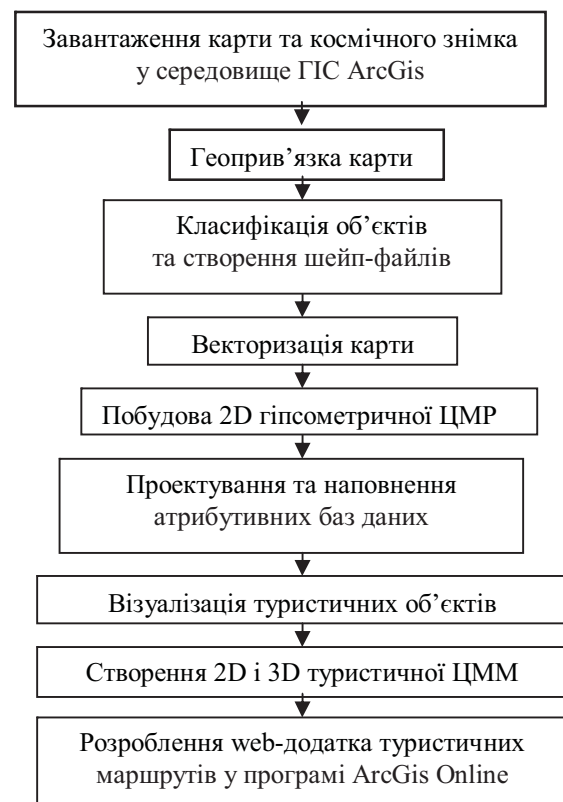 Завантаження карти та космічного знімка
у середовище ГІС ArcGis
Геоприв’язка карти
Класифікація об’єктів
та створення шейп-файлів
Векторизація карти
Побудова 2D гіпсометричної ЦМР
Проектування та наповнення
атрибутивних баз даних
Візуалізація туристичних об’єктів
Створення 2D і 3D туристичної ЦММ
Розроблення web-додатка туристичних
маршрутів у програмі ArcGis Online